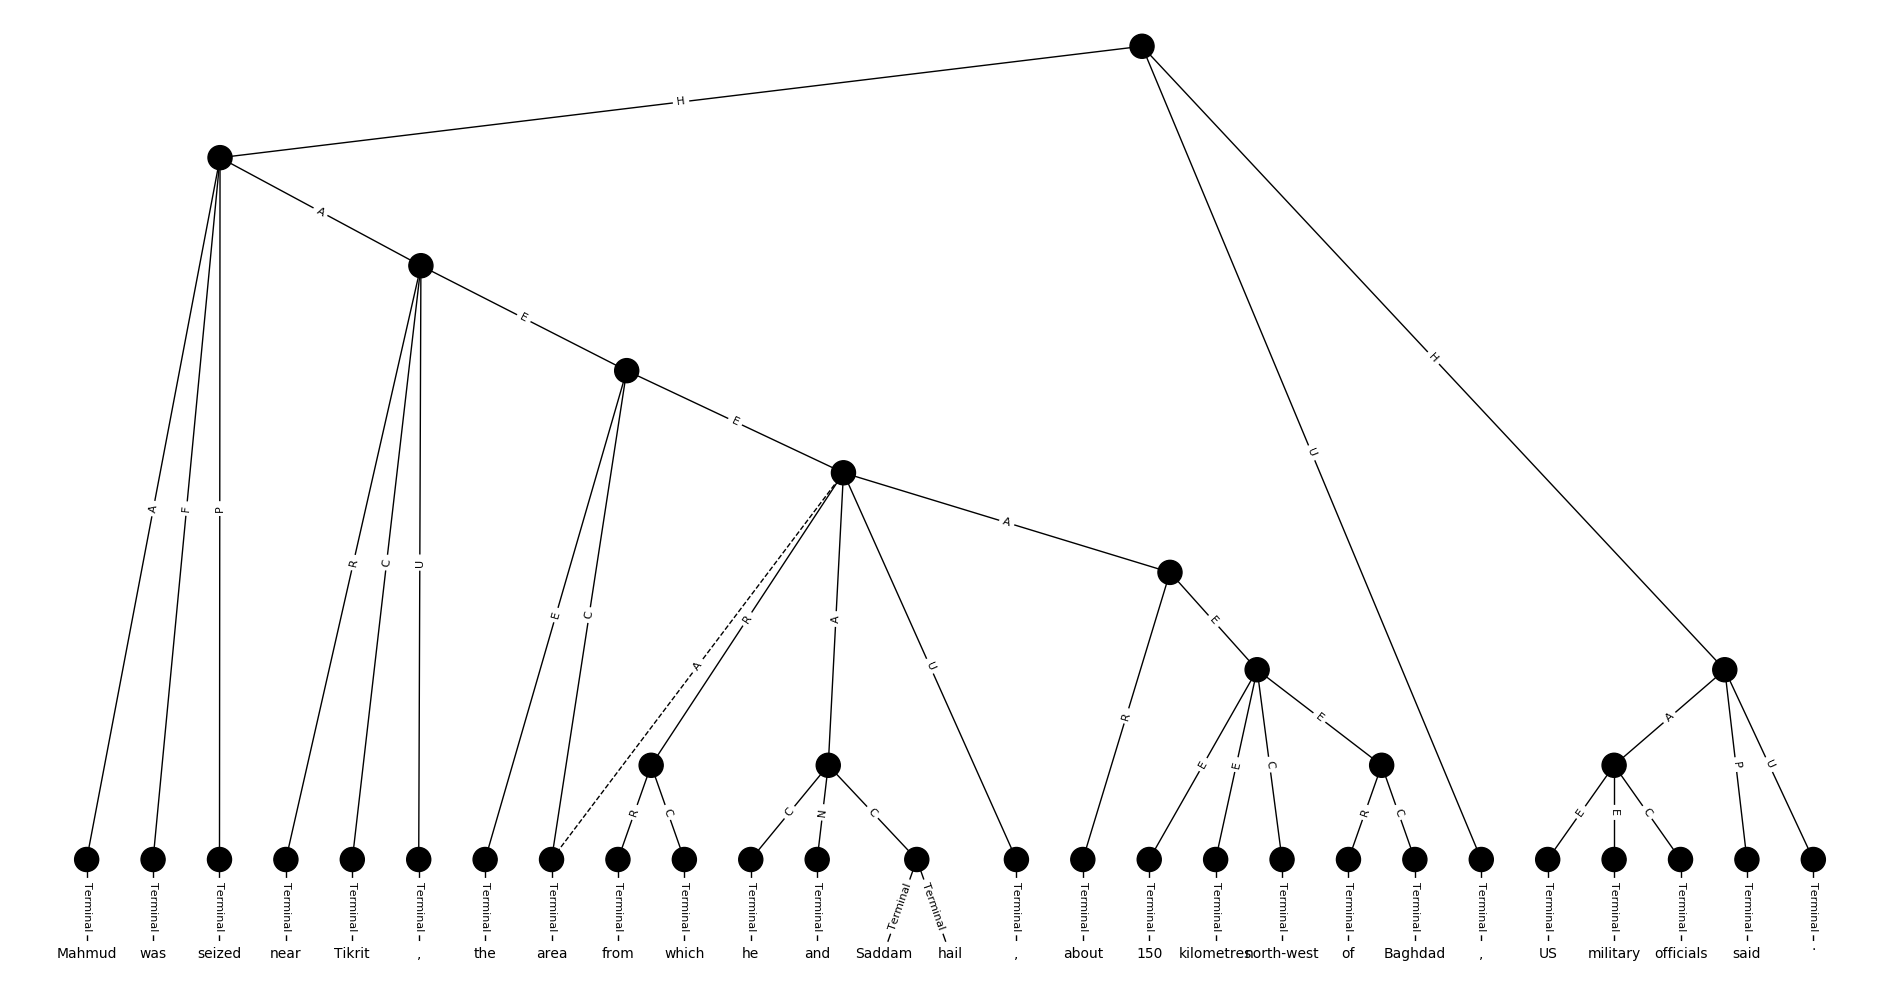 H
A
E
E
A
H
U
A F P
R C U
E C
A R A U
R E
E E C E
A P U
R C
C N C
R C
E E C
Terminal Terminal Terminal Terminal Terminal Terminal Terminal Terminal Terminal Terminal Terminal Terminal Terminal Terminal Terminal Terminal Terminal Terminal Terminal Terminal Terminal Terminal Terminal Terminal Terminal Terminal Terminal
Mahmud was seized near Tikrit , the area from which he and Saddam hail , about 150 kilometres north-west of Baghdad , US military officials said .